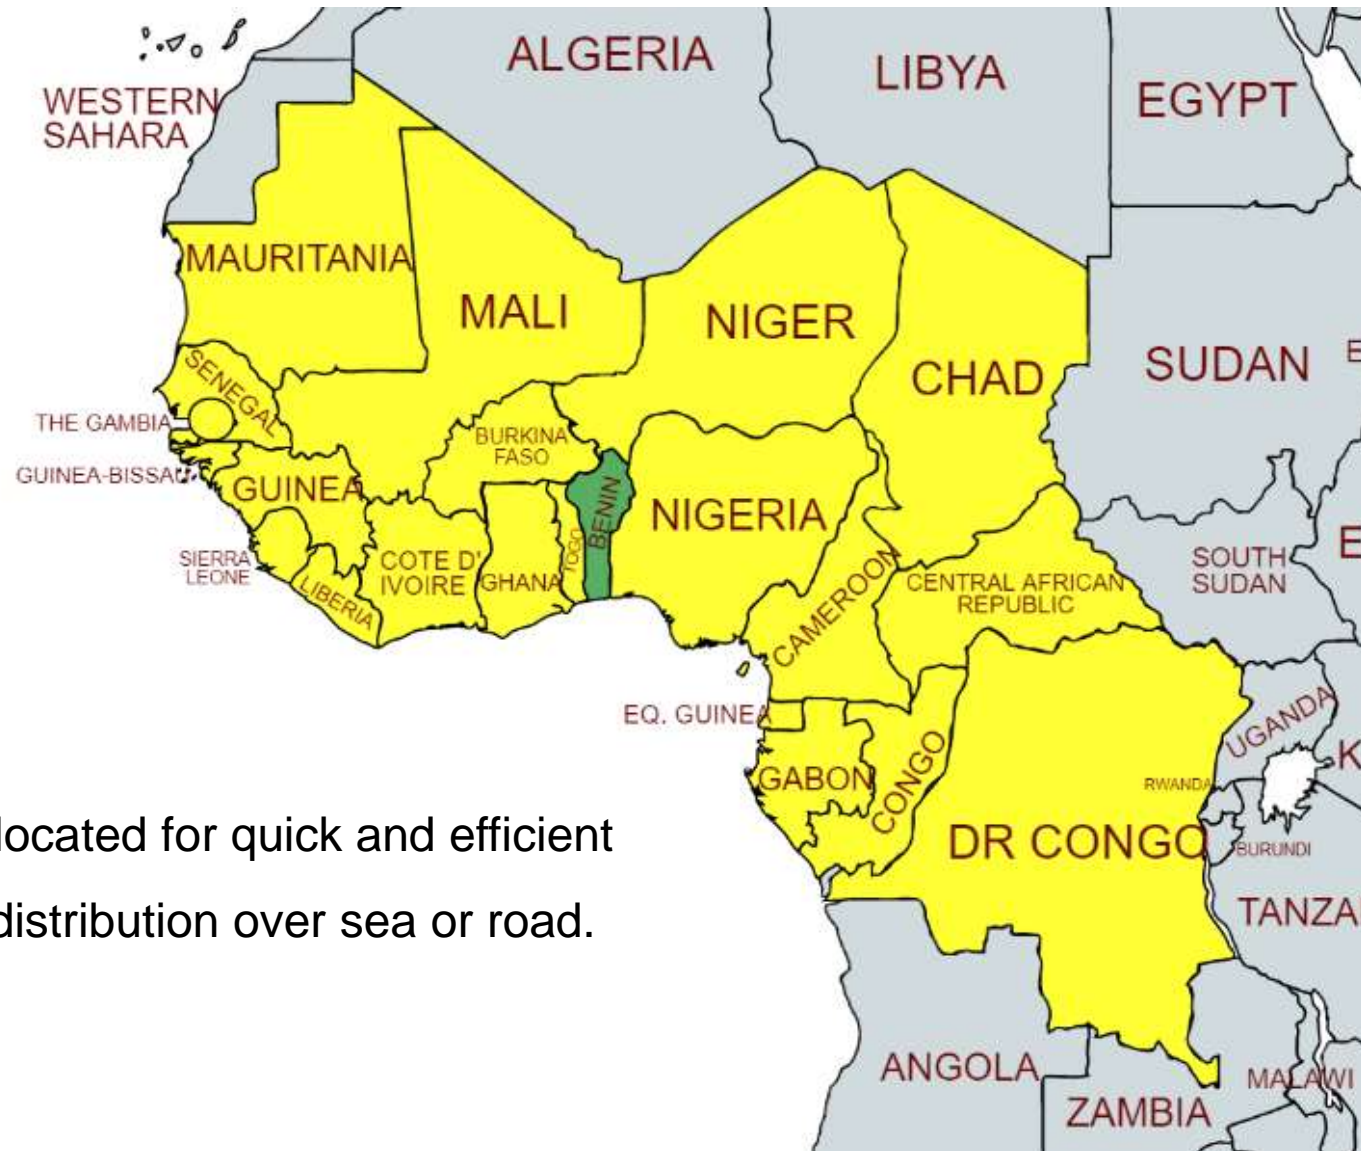 ALGERIA
LIBYA
EGYPT
WESTERN
SAHARA
MAURITANIA
MALI
NIGER
CHAD
SUDAN
E
SENEGAL
THE GAMBIA
GUINEA-BISSAU
GUINEA
BURKINA
FASO
BENIN
NIGERIA
SIERRA
LEONE
LIBERIA
COTE D'
IVOIRE
GHANA
TOGO
CAMEROON
CENTRAL AFRICAN
REPUBLIC
SOUTH
SUDAN
E
EQ. GUINEA
GABON
CONGO
DR CONGO
UGANDA
K
RWANDA
BURUNDI
TANZA
located for quick and efficient
distribution over sea or road.
ANGOLA
ZAMBIA
MALAWI